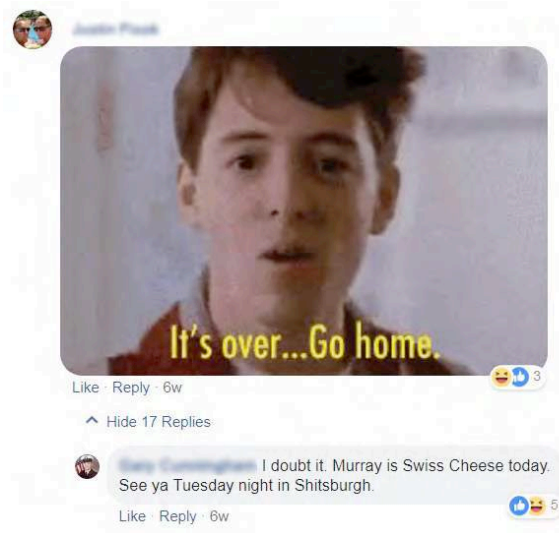 It's over...Go home.
3
Like · Reply · 6w
Hide 17 Replies
I doubt it. Murray is Swiss Cheese today.
See ya Tuesday night in Shitsburgh.
5
Like · Reply · 6w